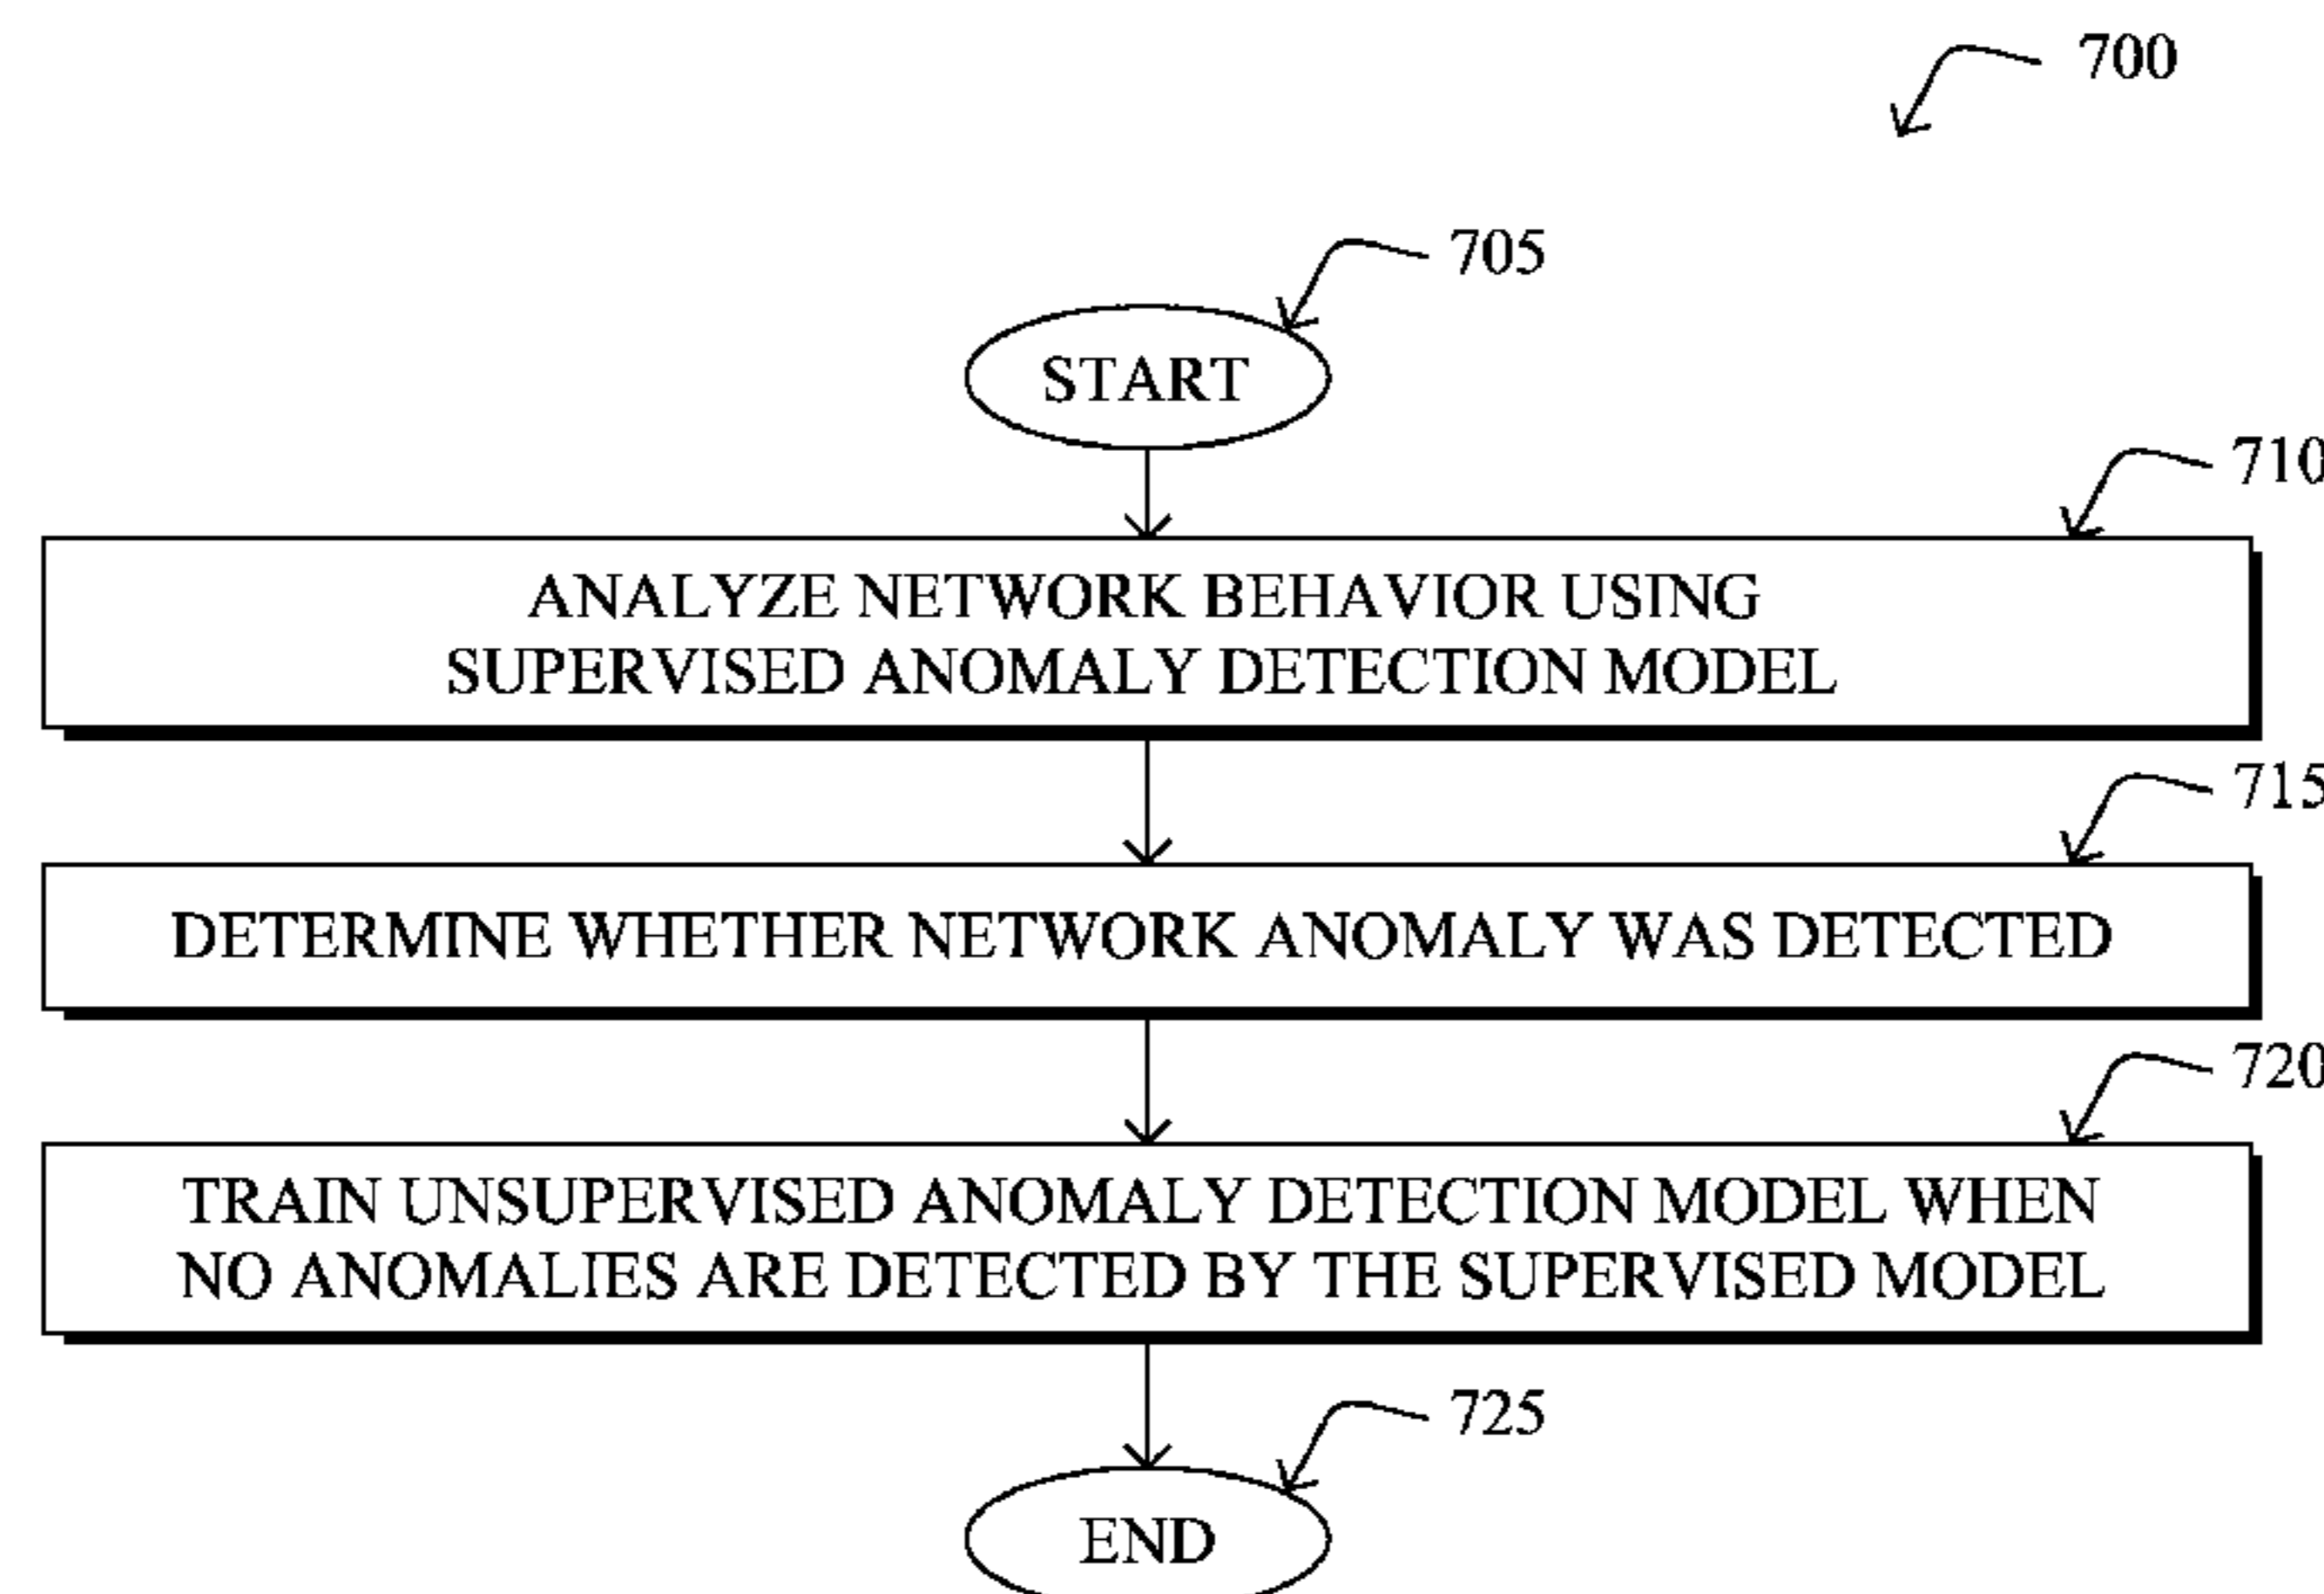 700
705
START
710
ANALYZE NETWORK BEHAVIOR USING
SUPERVISED ANOMALY DETECTION MODEL
715
DETERMINE WHETHER NETWORK ANOMALY WAS DETECTED
720
TRAIN UNSUPERVISED ANOMALY DETECTION MODEL WHEN
NO ANOMALIES ARE DETECTED BY THE SUPERVISED MODEL
725
END